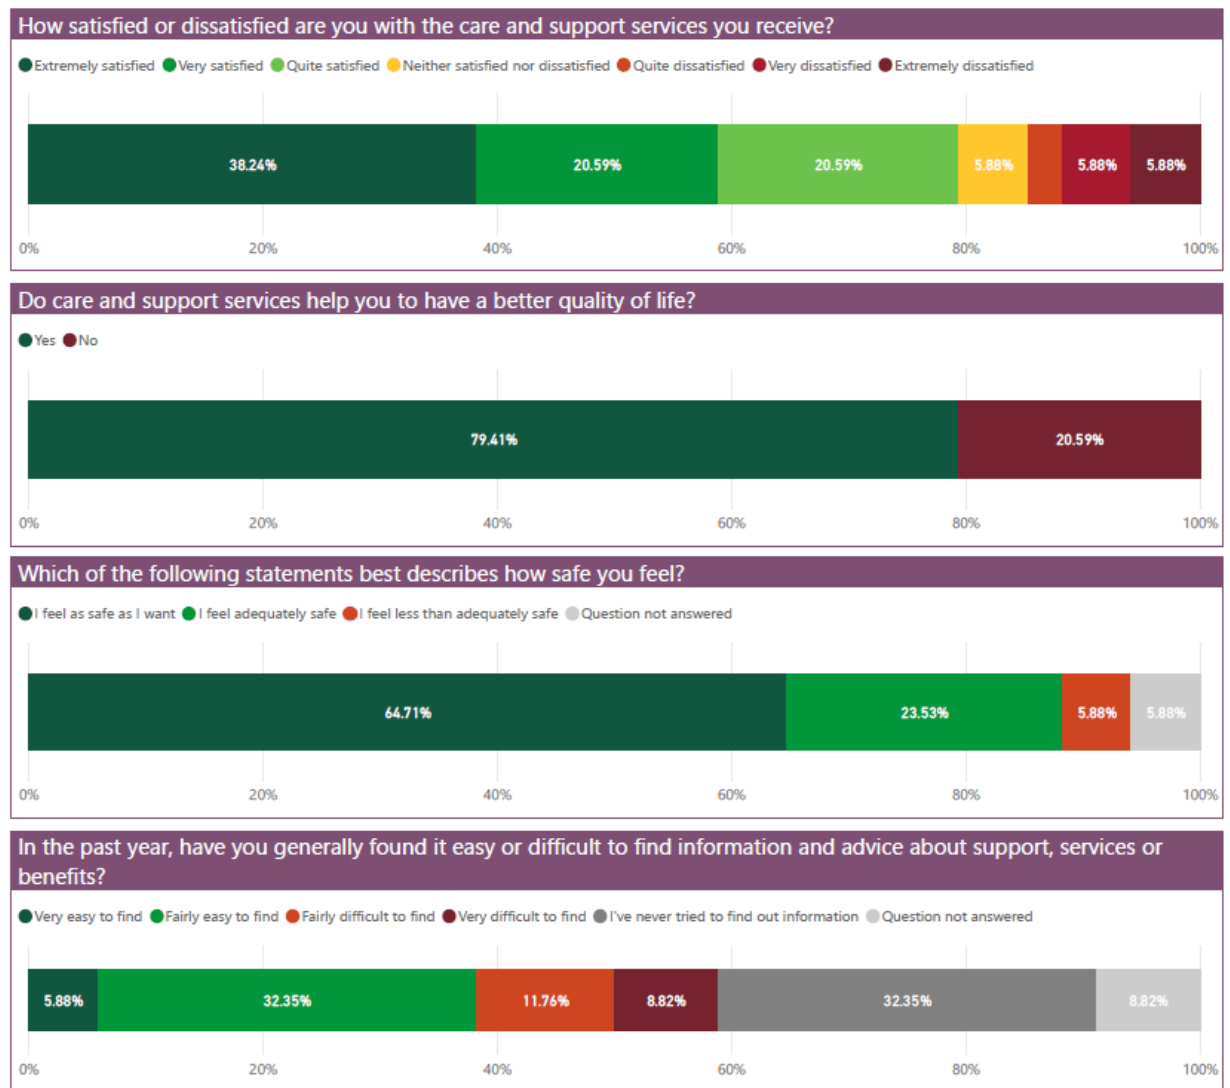 How satisfied or dissatisfied are you with the care and support services you receive?
Extremely satisfied Very satisfied Quite satisfied Neither satisfied nor dissatisfied Quite dissatisfied Very dissatisfied Extremely dissatisfied
38.24% 20.59% 20.59% 5.88% 5.88% 5.88%
0% 20% 40% 60% 80% 100%
Do care and support services help you to have a better quality of life?
Yes No
79.41% 20.59%
0% 20% 40% 60% 80% 100%
Which of the following statements best describes how safe you feel?
I feel as safe as I want I feel adequately safe I feel less than adequately safe Question not answered
64.71% 23.53% 5.88% 5.88%
0% 20% 40% 60% 80% 100%
In the past year, have you generally found it easy or difficult to find information and advice about support, services or
benefits?
Very easy to find Fairly easy to find Fairly difficult to find Very difficult to find I've never tried to find out information Question not answered
5.88% 32.35% 11.76% 8.82% 32.35% 8.82%
0% 20% 40% 60% 80% 100%